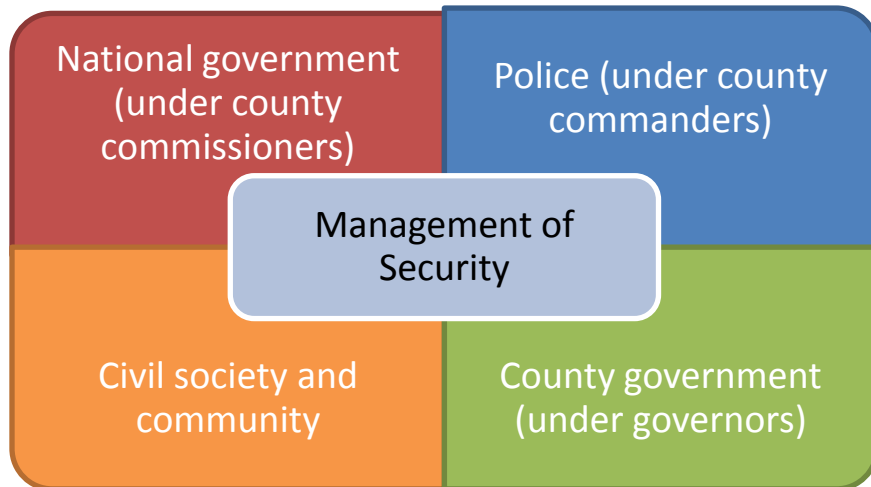 National government
(under county
commissioners)
Police (under county
commanders)
Management of
Security
Civil society and
community
County government
(under governors)